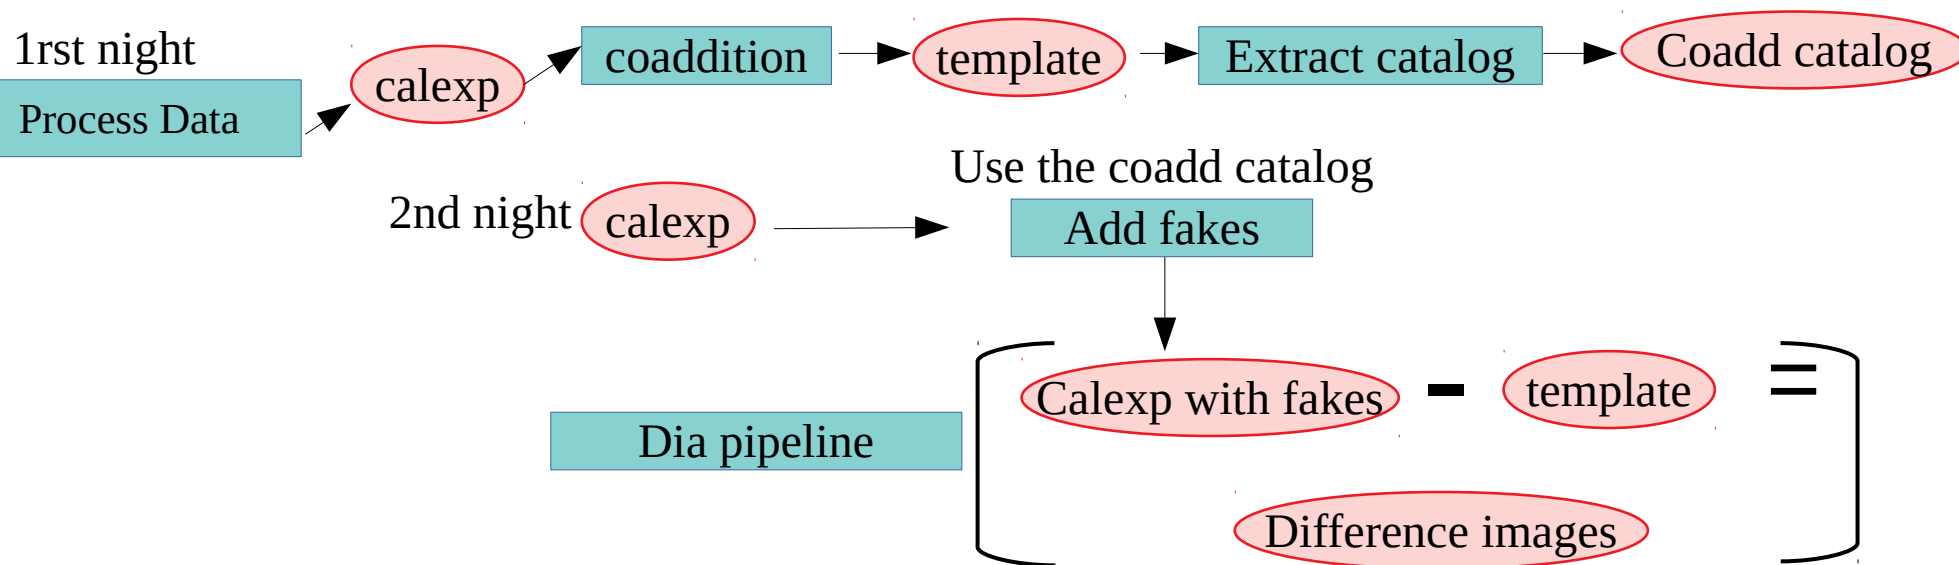 1rst night
Process Data
calexp
coaddition
template
Extract catalog
Coadd catalog
2nd night
calexp
Use the coadd catalog
Add fakes
Dia pipeline
Calexp with fakes
-
template
=
Difference images